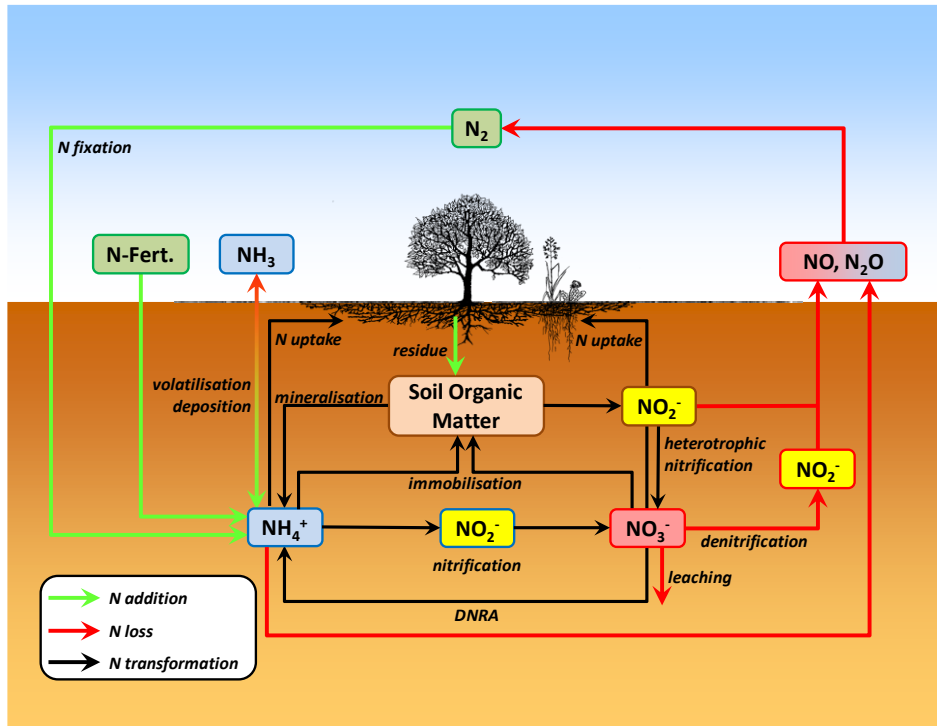 N₂
N fixation
N-Fert.
NH₃
NO, N₂O
N uptake
N uptake
residue
volatilisation
deposition
mineralisation
Soil Organic
Matter
NO₂⁻
heterotrophic
nitrification
NO₂⁻
immobilisation
NH₄⁺
NO₂⁻
NO₃⁻
denitrification
nitrification
leaching
DNRA
N addition
N loss
N transformation